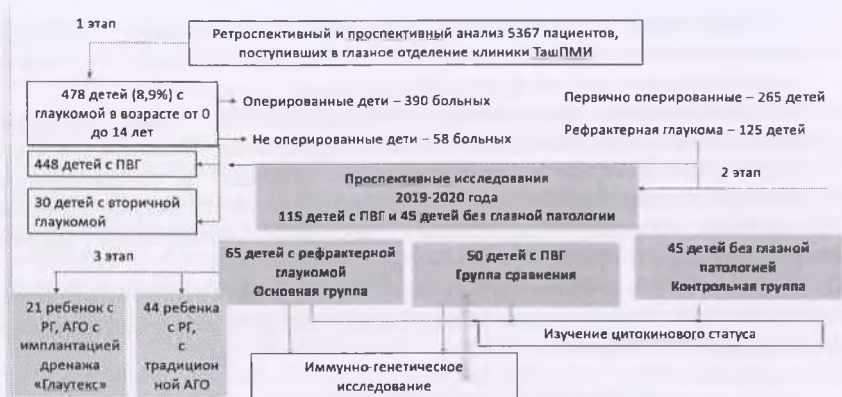 1 этап
Ретроспективный и проспективный анализ 5367 пациентов,
поступивших в глазное отделение клиники ТашПМИ
478 детей (8,9%) с
глаукомой в возрасте от 0
до 14 лет
Оперированные дети – 390 больных
Не оперированные дети – 58 больных
Первично оперированные – 265 детей
Рефрактерная глаукома – 125 детей
448 детей с ПВГ
30 детей с вторичной
глаукомой
2 этап
Проспективные исследования
2019-2020 года
115 детей с ПВГ и 45 детей без глазной патологии
3 этап
65 детей с рефрактерной
глаукомой
Основная группа
50 детей с ПВГ
Группа сравнения
45 детей без глазной
патологией
Контрольная группа
21 ребенок с
РГ, АГО с
имплантацией
дренажа
«Глаутекс»
44 ребенка
с РГ,
с
традицион
ной АГО
Изучение цитокинового статуса
Иммунно-генетическое
исследование